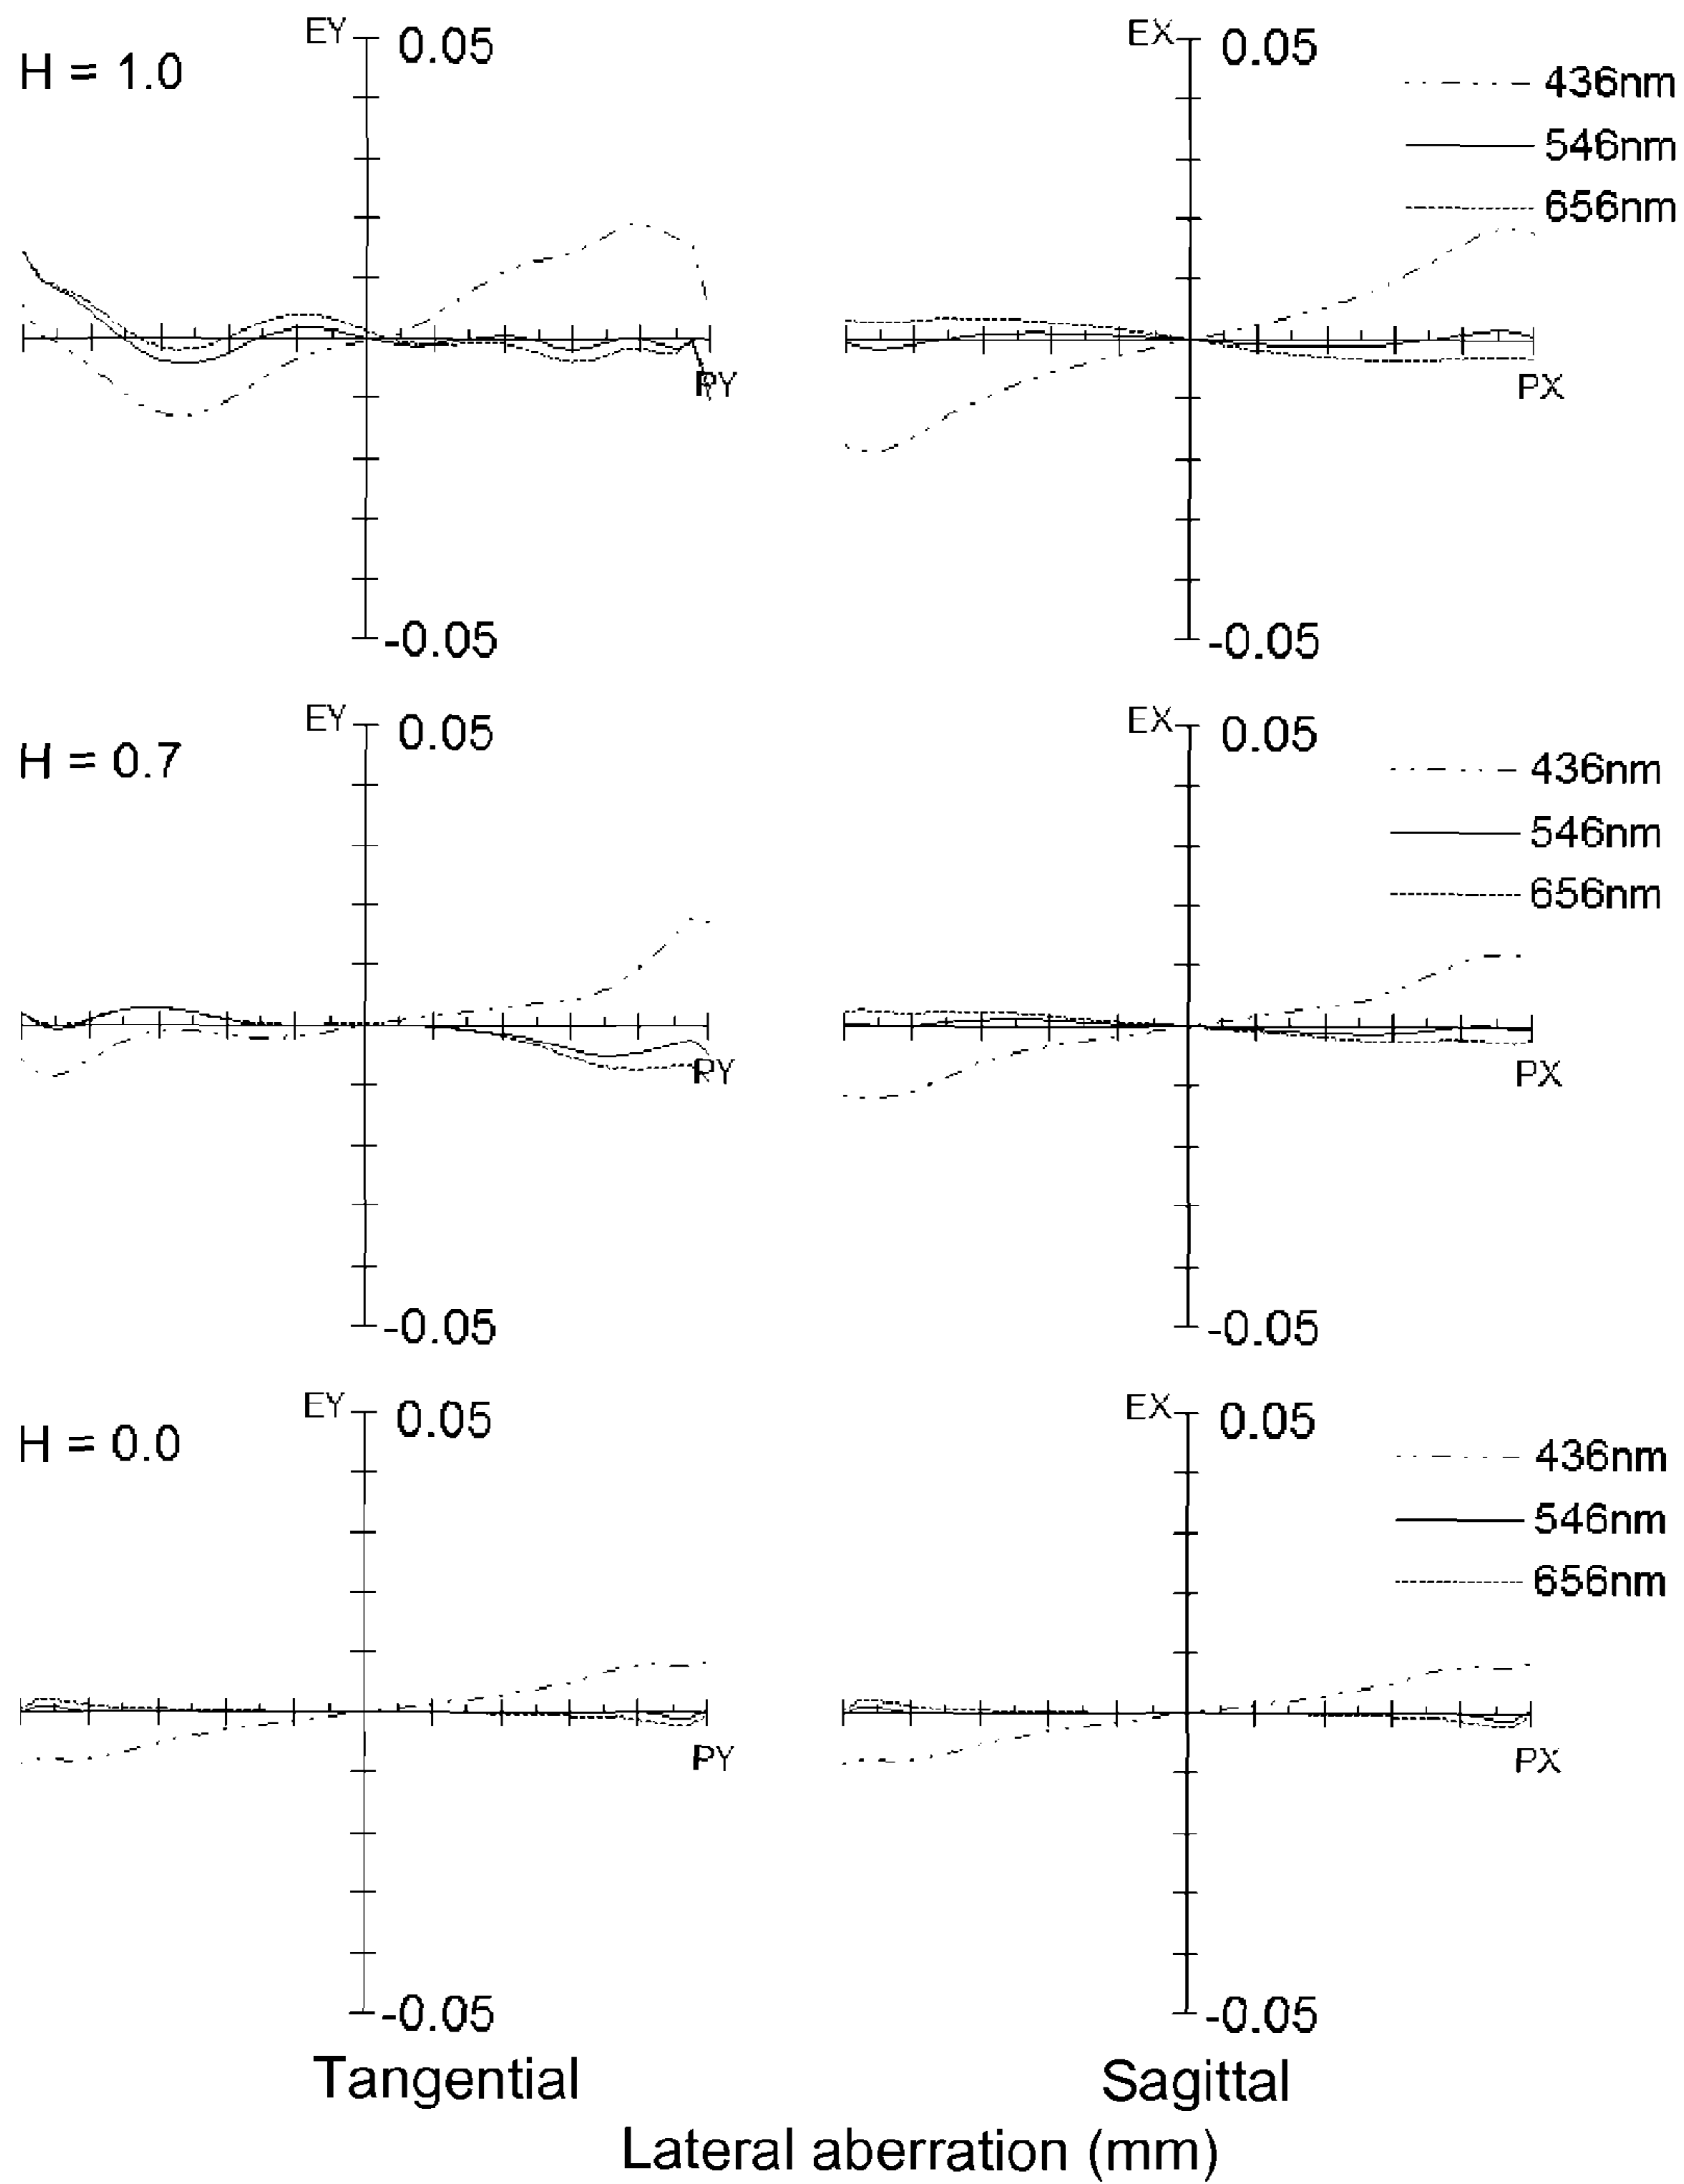 H = 1.0
EY 0.05
EX 0.05
436nm
546nm
656nm
PY
PX
-0.05
-0.05
H = 0.7
EY 0.05
EX 0.05
436nm
546nm
656nm
PY
PX
-0.05
-0.05
H = 0.0
EY 0.05
EX 0.05
436nm
546nm
656nm
PY
PX
-0.05
-0.05
Tangential
Sagittal
Lateral aberration (mm)